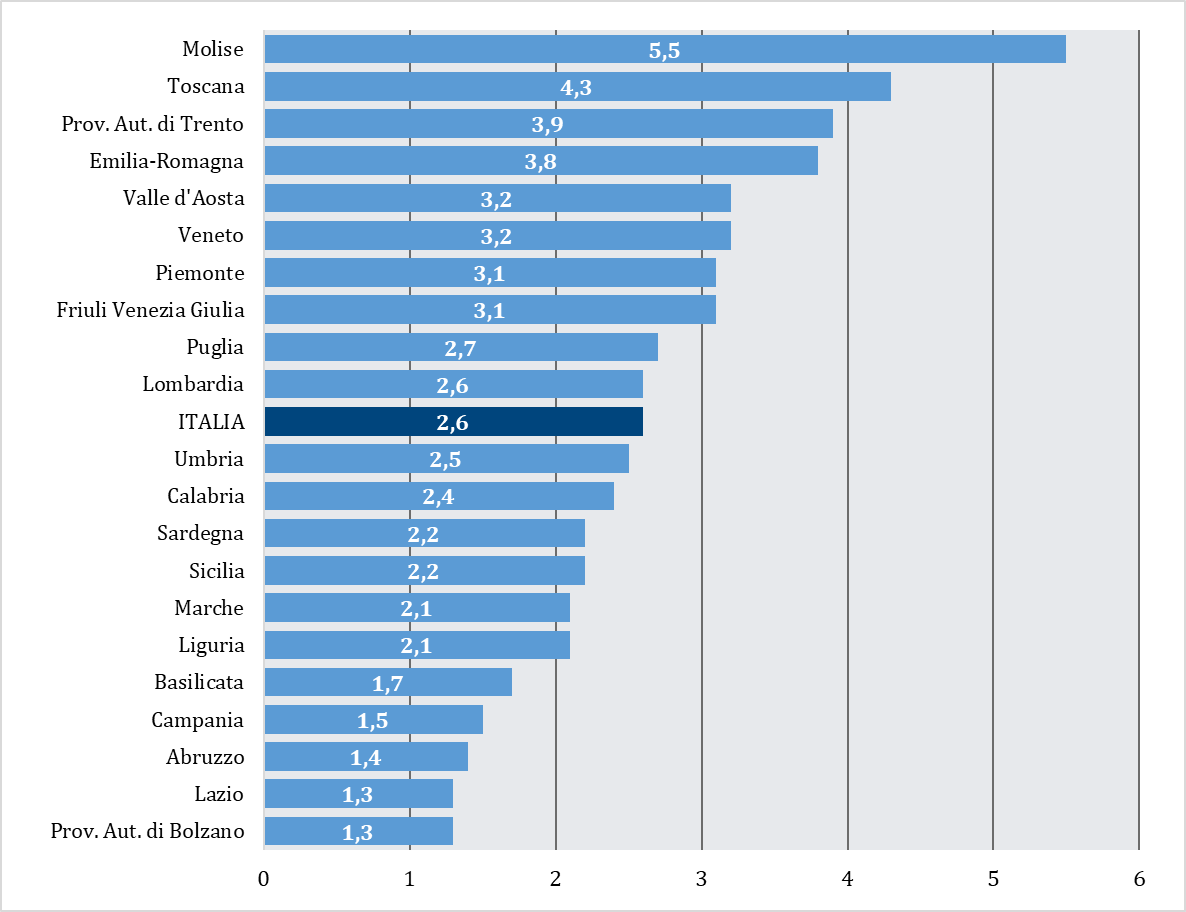 Molise 5,5
Toscana 4,3
Prov. Aut. di Trento 3,9
Emilia-Romagna 3,8
Valle d'Aosta 3,2
Veneto 3,2
Piemonte 3,1
Friuli Venezia Giulia 3,1
Puglia 2,7
Lombardia 2,6
ITALIA 2,6
Umbria 2,5
Calabria 2,4
Sardegna 2,2
Sicilia 2,2
Marche 2,1
Liguria 2,1
Basilicata 1,7
Campania 1,5
Abruzzo 1,4
Lazio 1,3
Prov. Aut. di Bolzano 1,3
0 1 2 3 4 5 6